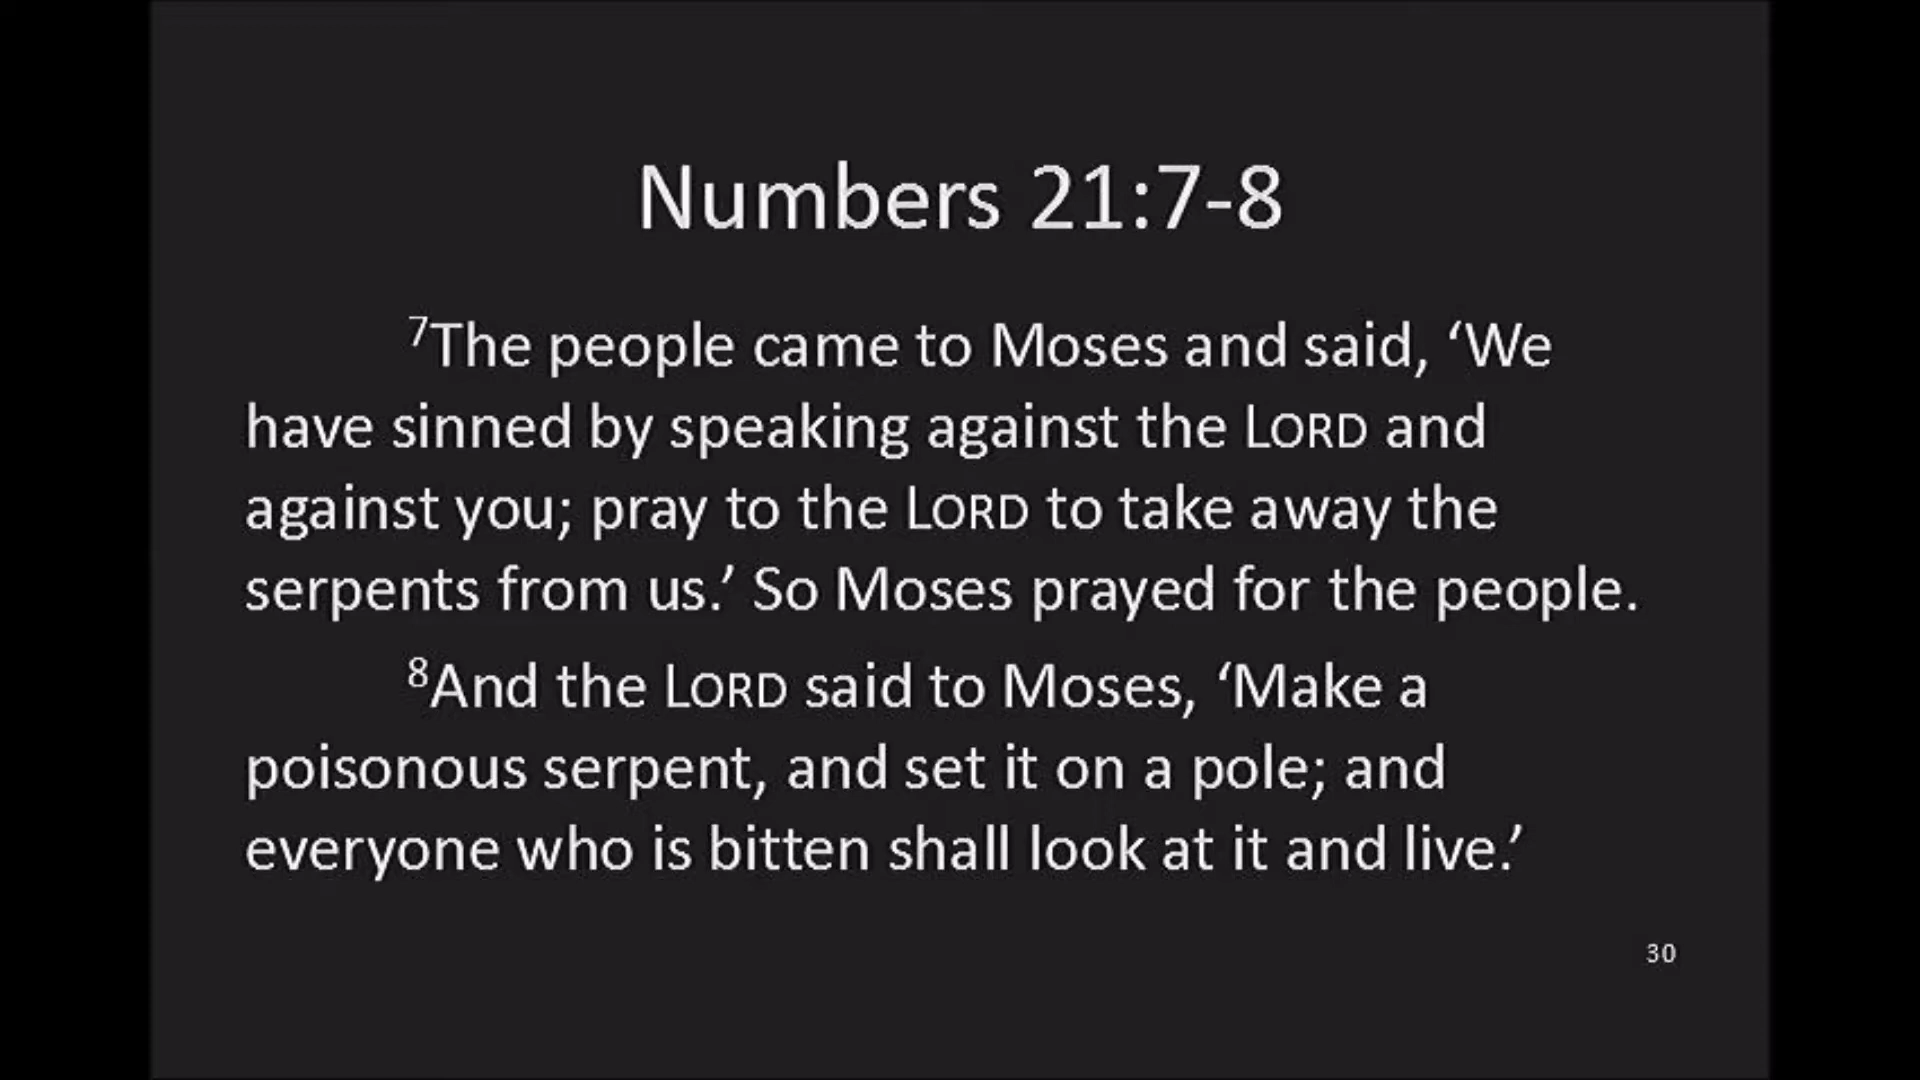 Numbers 21:7-8
⁷The people came to Moses and said, ‘We
have sinned by speaking against the LORD and
against you; pray to the LORD to take away the
serpents from us.’ So Moses prayed for the people.
⁸And the LORD said to Moses, ‘Make a
poisonous serpent, and set it on a pole; and
everyone who is bitten shall look at it and live.’
30